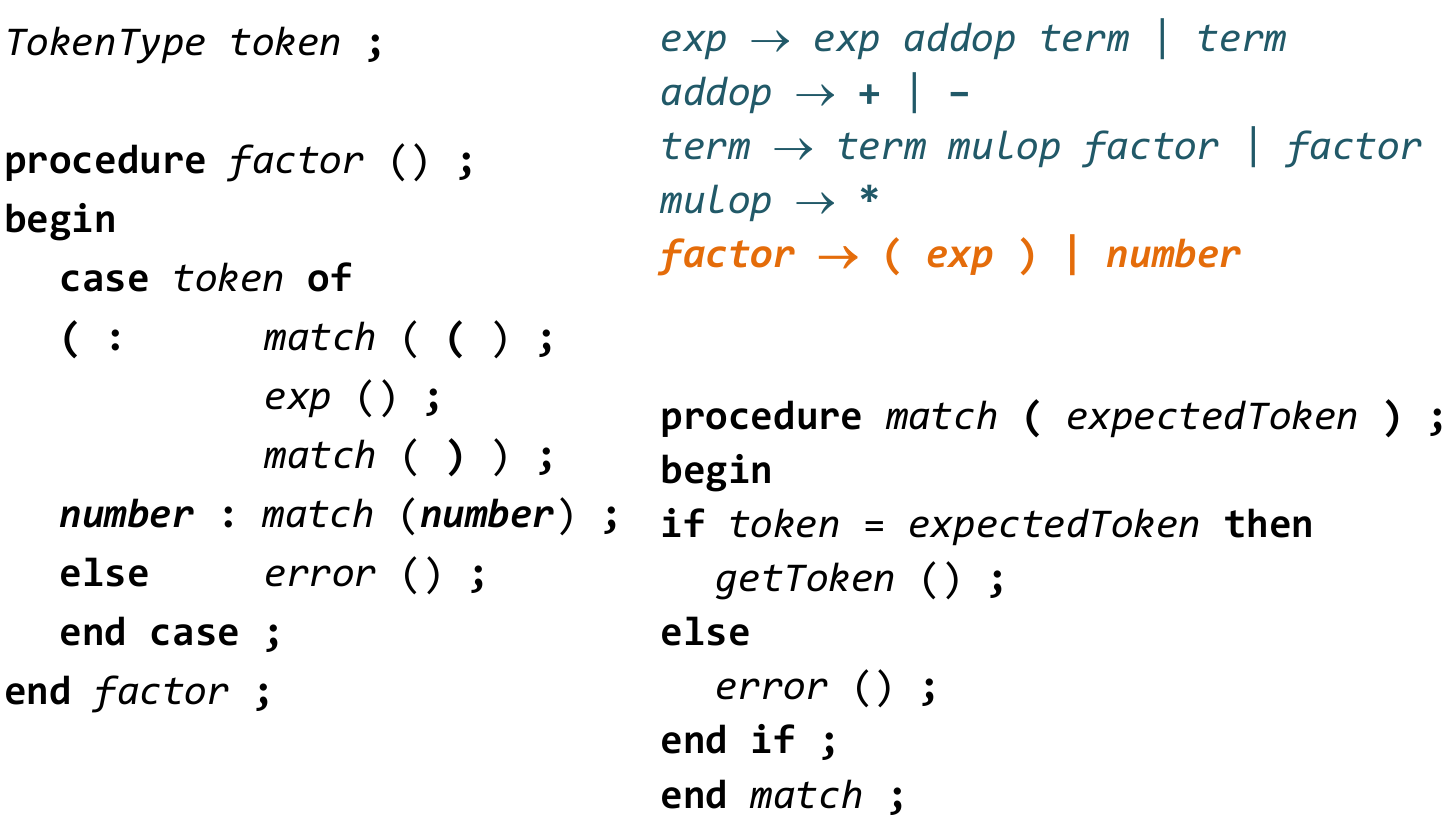 TokenType token ;
procedure factor () ;
begin
case token of
( : match ( ( ) ;
exp () ;
match ( ) ) ;
number : match (number) ;
else error () ;
end case ;
end factor ;
exp → exp addop term | term
addop → + | −
term → term mulop factor | factor
mulop → *
factor → ( exp ) | number
procedure match ( expectedToken ) ;
begin
if token = expectedToken then
getToken () ;
else
error () ;
end if ;
end match ;